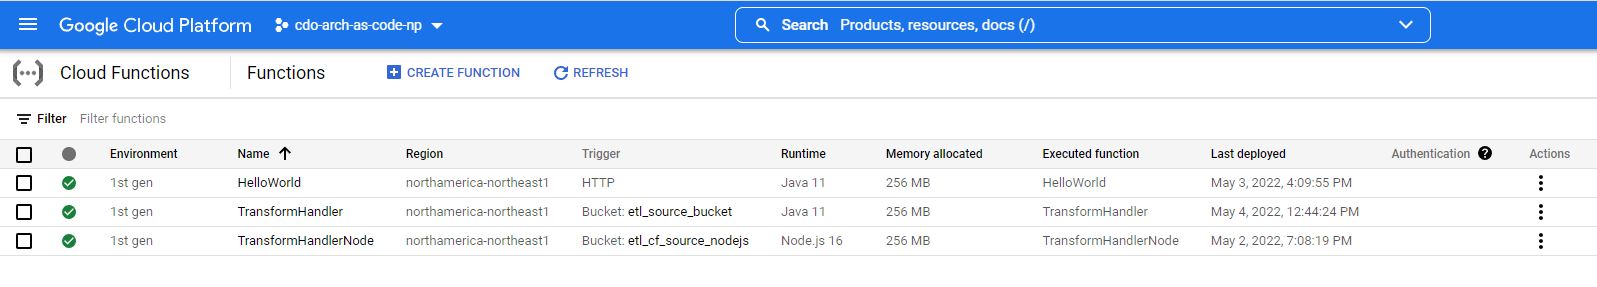 Google Cloud Platform cdo-arch-as-code-np Search Products, resources, docs (/)
Cloud Functions Functions CREATE FUNCTION REFRESH
Filter Filter functions
Environment Name Region Trigger Runtime Memory allocated Executed function Last deployed Authentication ? Actions
1st gen HelloWorld northamerica-northeast1 HTTP Java 11 256 MB HelloWorld May 3, 2022, 4:09:55 PM
1st gen TransformHandler northamerica-northeast1 Bucket: etl_source_bucket Java 11 256 MB TransformHandler May 4, 2022, 12:44:24 PM
1st gen TransformHandlerNode northamerica-northeast1 Bucket: etl_cf_source_nodejs Node.js 16 256 MB TransformHandlerNode May 2, 2022, 7:08:19 PM